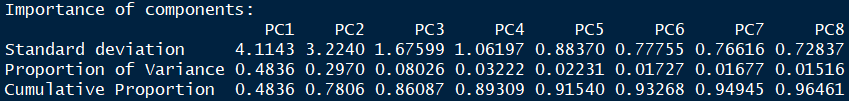 Importance of components:
PC1 PC2 PC3 PC4 PC5 PC6 PC7 PC8
Standard deviation 4.1143 3.2240 1.67599 1.06197 0.88370 0.77755 0.76616 0.72837
Proportion of Variance 0.4836 0.2970 0.08026 0.03222 0.02231 0.01727 0.01677 0.01516
Cumulative Proportion 0.4836 0.7806 0.86087 0.89309 0.91540 0.93268 0.94945 0.96461